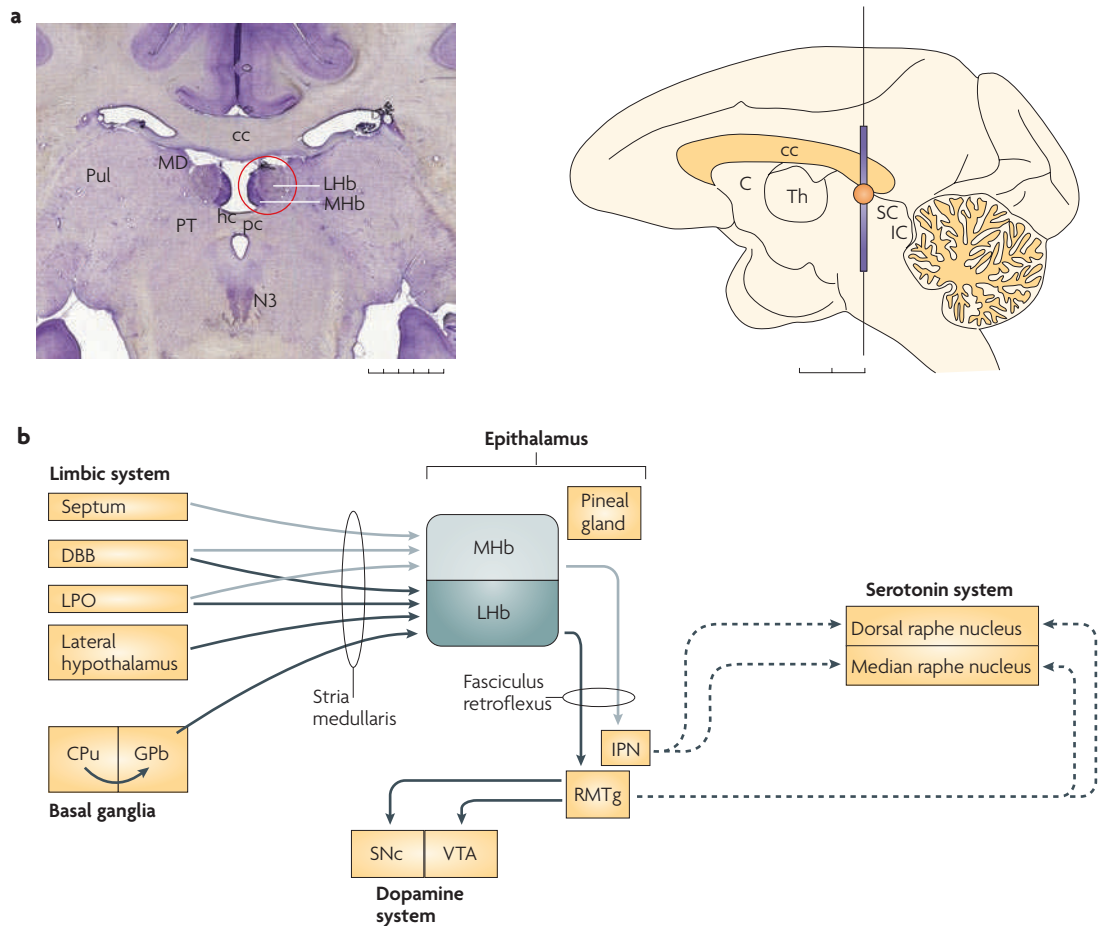 a
cc
MD
Pul
LHb
MHb
hc
PT
pc
N3
cc
C
Th
SC
IC
b
Epithalamus
Limbic system
Septum
Pineal
gland
DBB
MHb
LPO
LHb
Serotonin system
Lateral
hypothalamus
Dorsal raphe nucleus
Median raphe nucleus
Stria
medullaris
Fasciculus
retroflexus
CPu
GPb
IPN
Basal ganglia
RMTg
SNc
VTA
Dopamine
system